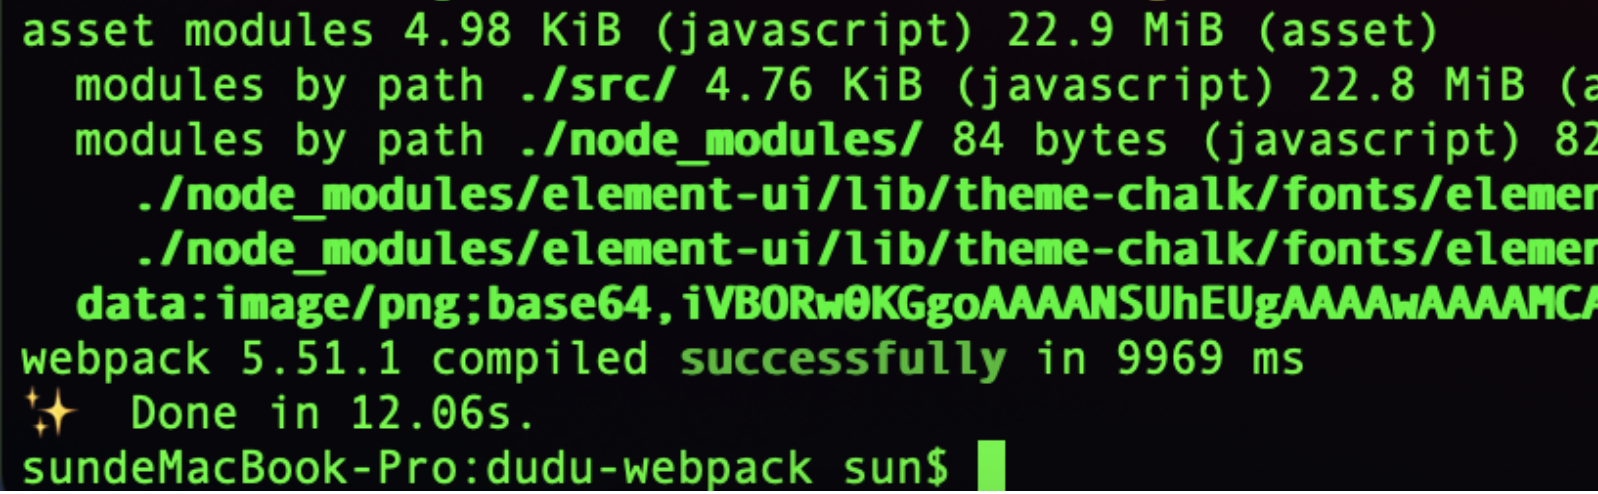 asset modules 4.98 KiB (javascript) 22.9 MiB (asset)
modules by path ./src/ 4.76 KiB (javascript) 22.8 MiB (a
modules by path ./node_modules/ 84 bytes (javascript) 82
./node_modules/element-ui/lib/theme-chalk/fonts/elemen
./node_modules/element-ui/lib/theme-chalk/fonts/elemen
data:image/png;base64,iVBORw0KGgoAAAANSUhEUgAAAAwAAAAMCA
webpack 5.51.1 compiled successfully in 9969 ms
✨ Done in 12.06s.
sundeMacBook-Pro:dudu-webpack sun$